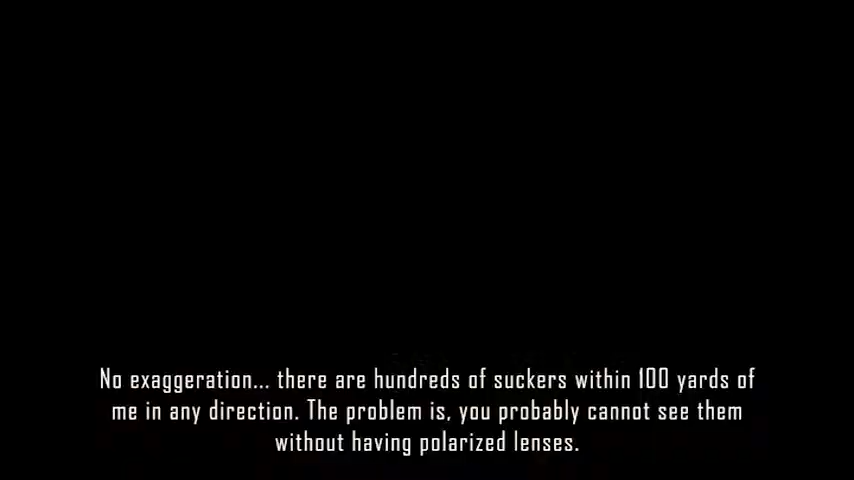 No exaggeration... there are hundreds of suckers within 100 yards of
me in any direction. The problem is, you probably cannot see them
without having polarized lenses.